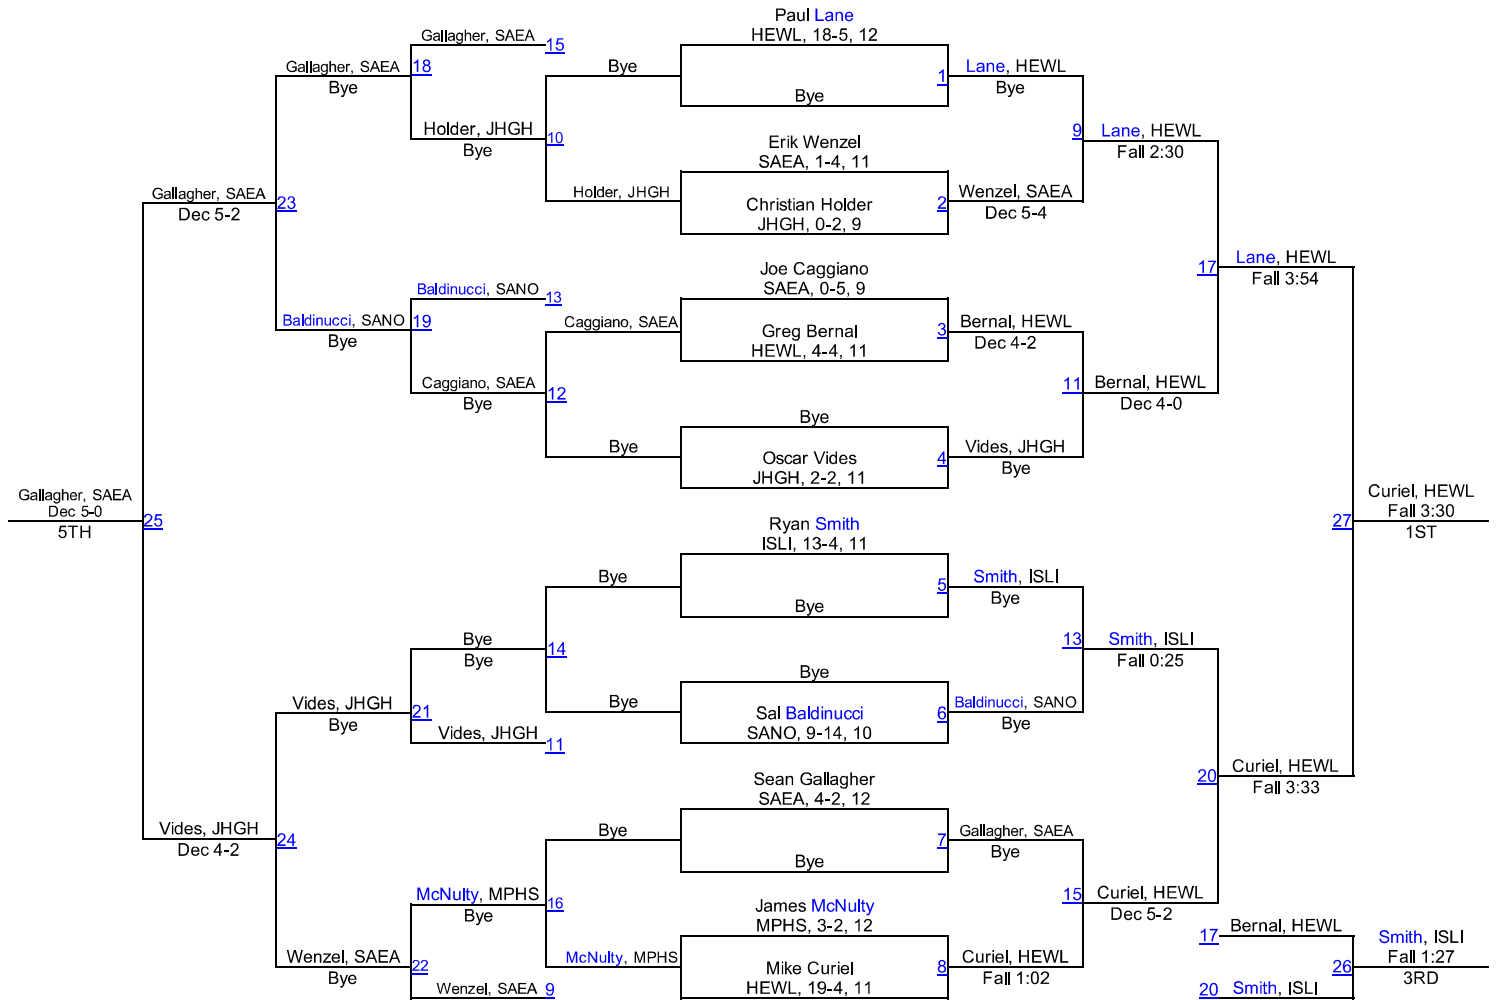 Paul Lane
HEWL, 18-5, 12
Gallagher, SAEA
15
Gallagher, SAEA
18
Bye
Bye
1
Lane, HEWL
Bye
Bye
Holder, JHGH
10
Bye
Erik Wenzel
SAEA, 1-4, 11
9
Lane, HEWL
Fall 2:30
Gallagher, SAEA
23
Dec 5-2
Holder, JHGH
Christian Holder
JHGH, 0-2, 9
2
Wenzel, SAEA
Dec 5-4
Joe Caggiano
SAEA, 0-5, 9
17
Lane, HEWL
Fall 3:54
Baldinucci, SANO
13
Baldinucci, SANO
19
Bye
Caggiano, SAEA
Greg Bernal
HEWL, 4-4, 11
3
Bernal, HEWL
Dec 4-2
Caggiano, SAEA
12
Bye
11
Bernal, HEWL
Dec 4-0
Bye
Bye
Oscar Vides
JHGH, 2-2, 11
4
Vides, JHGH
Bye
Gallagher, SAEA
Dec 5-0
25
5TH
27
Curiel, HEWL
Fall 3:30
1ST
Ryan Smith
ISLI, 13-4, 11
Bye
5
Smith, ISLI
Bye
Bye
Bye
14
Bye
13
Smith, ISLI
Fall 0:25
Vides, JHGH
21
Bye
Bye
Bye
Sal Baldinucci
SANO, 9-14, 10
6
Baldinucci, SANO
Bye
Vides, JHGH
11
Sean Gallagher
SAEA, 4-2, 12
20
Curiel, HEWL
Fall 3:33
Vides, JHGH
24
Dec 4-2
Bye
7
Gallagher, SAEA
Bye
Bye
McNulty, MPHS
16
Bye
James McNulty
MPHS, 3-2, 12
15
Curiel, HEWL
Dec 5-2
Wenzel, SAEA
22
Bye
McNulty, MPHS
Mike Curiel
HEWL, 19-4, 11
8
Curiel, HEWL
Fall 1:02
Wenzel, SAEA
9
17
Bernal, HEWL
26
Smith, ISLI
Fall 1:27
3RD
20
Smith, ISLI